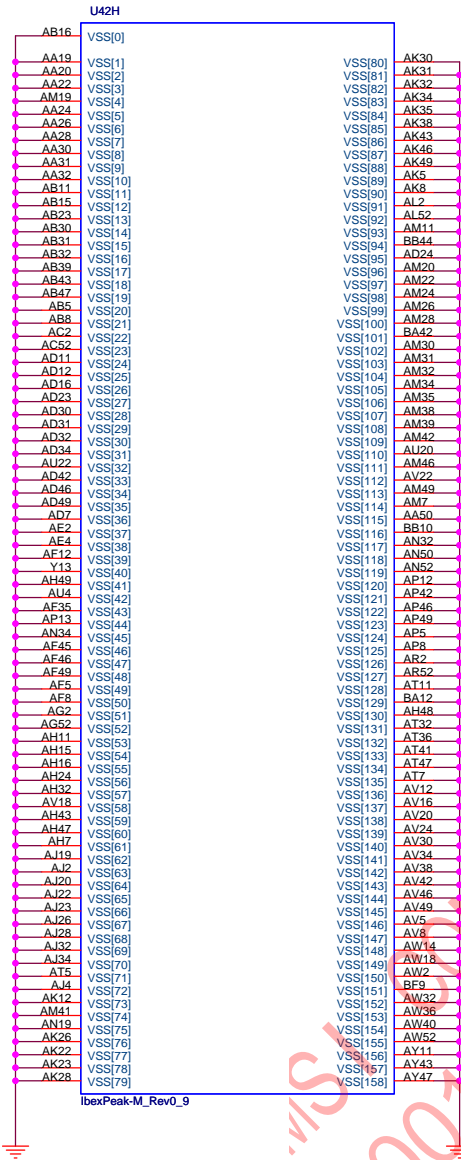 U42H
AB16 VSS[0]
AA19 VSS[1] VSS[80] AK30
AA20 VSS[2] VSS[81] AK31
AA22 VSS[3] VSS[82] AK32
AM19 VSS[4] VSS[83] AK34
AA24 VSS[5] VSS[84] AK35
AA26 VSS[6] VSS[85] AK38
AA28 VSS[7] VSS[86] AK43
AA30 VSS[8] VSS[87] AK46
AA31 VSS[9] VSS[88] AK49
AA32 VSS[10] VSS[89] AK5
AB11 VSS[11] VSS[90] AK8
AB15 VSS[12] VSS[91] AL2
AB23 VSS[13] VSS[92] AL52
AB30 VSS[14] VSS[93] AM11
AB31 VSS[15] VSS[94] BB44
AB32 VSS[16] VSS[95] AD24
AB39 VSS[17] VSS[96] AM20
AB43 VSS[18] VSS[97] AM22
AB47 VSS[19] VSS[98] AM24
AB5 VSS[20] VSS[99] AM26
AB8 VSS[21] VSS[100] AM28
AC2 VSS[22] VSS[101] BA42
AC52 VSS[23] VSS[102] AM30
AD11 VSS[24] VSS[103] AM31
AD12 VSS[25] VSS[104] AM32
AD16 VSS[26] VSS[105] AM34
AD23 VSS[27] VSS[106] AM35
AD30 VSS[28] VSS[107] AM38
AD31 VSS[29] VSS[108] AM39
AD32 VSS[30] VSS[109] AM42
AD34 VSS[31] VSS[110] AU20
AU22 VSS[32] VSS[111] AM46
AD42 VSS[33] VSS[112] AV22
AD46 VSS[34] VSS[113] AM49
AD49 VSS[35] VSS[114] AM7
AD7 VSS[36] VSS[115] AA50
AE2 VSS[37] VSS[116] BB10
AE4 VSS[38] VSS[117] AN32
AF12 VSS[39] VSS[118] AN50
Y13 VSS[40] VSS[119] AN52
AH49 VSS[41] VSS[120] AP12
AU4 VSS[42] VSS[121] AP42
AF35 VSS[43] VSS[122] AP46
AP13 VSS[44] VSS[123] AP49
AN34 VSS[45] VSS[124] AP5
AF45 VSS[46] VSS[125] AP8
AF46 VSS[47] VSS[126] AR2
AF49 VSS[48] VSS[127] AR52
AF5 VSS[49] VSS[128] AT11
AF8 VSS[50] VSS[129] BA12
AG2 VSS[51] VSS[130] AH48
AG52 VSS[52] VSS[131] AT32
AH11 VSS[53] VSS[132] AT36
AH15 VSS[54] VSS[133] AT41
AH16 VSS[55] VSS[134] AT47
AH24 VSS[56] VSS[135] AT7
AH32 VSS[57] VSS[136] AV12
AV18 VSS[58] VSS[137] AV16
AH43 VSS[59] VSS[138] AV20
AH47 VSS[60] VSS[139] AV24
AH7 VSS[61] VSS[140] AV30
AJ19 VSS[62] VSS[141] AV34
AJ2 VSS[63] VSS[142] AV38
AJ20 VSS[64] VSS[143] AV42
AJ22 VSS[65] VSS[144] AV46
AJ23 VSS[66] VSS[145] AV49
AJ26 VSS[67] VSS[146] AV5
AJ28 VSS[68] VSS[147] AV8
AJ32 VSS[69] VSS[148] AW14
AJ34 VSS[70] VSS[149] AW18
AT5 VSS[71] VSS[150] AW2
AJ4 VSS[72] VSS[151] BF9
AK12 VSS[73] VSS[152] AW32
AM41 VSS[74] VSS[153] AW36
AN19 VSS[75] VSS[154] AW40
AK26 VSS[76] VSS[155] AW52
AK22 VSS[77] VSS[156] AY11
AK23 VSS[78] VSS[157] AY43
AK28 VSS[79] VSS[158] AY47
IbexPeak-M_Rev0_9
MSI